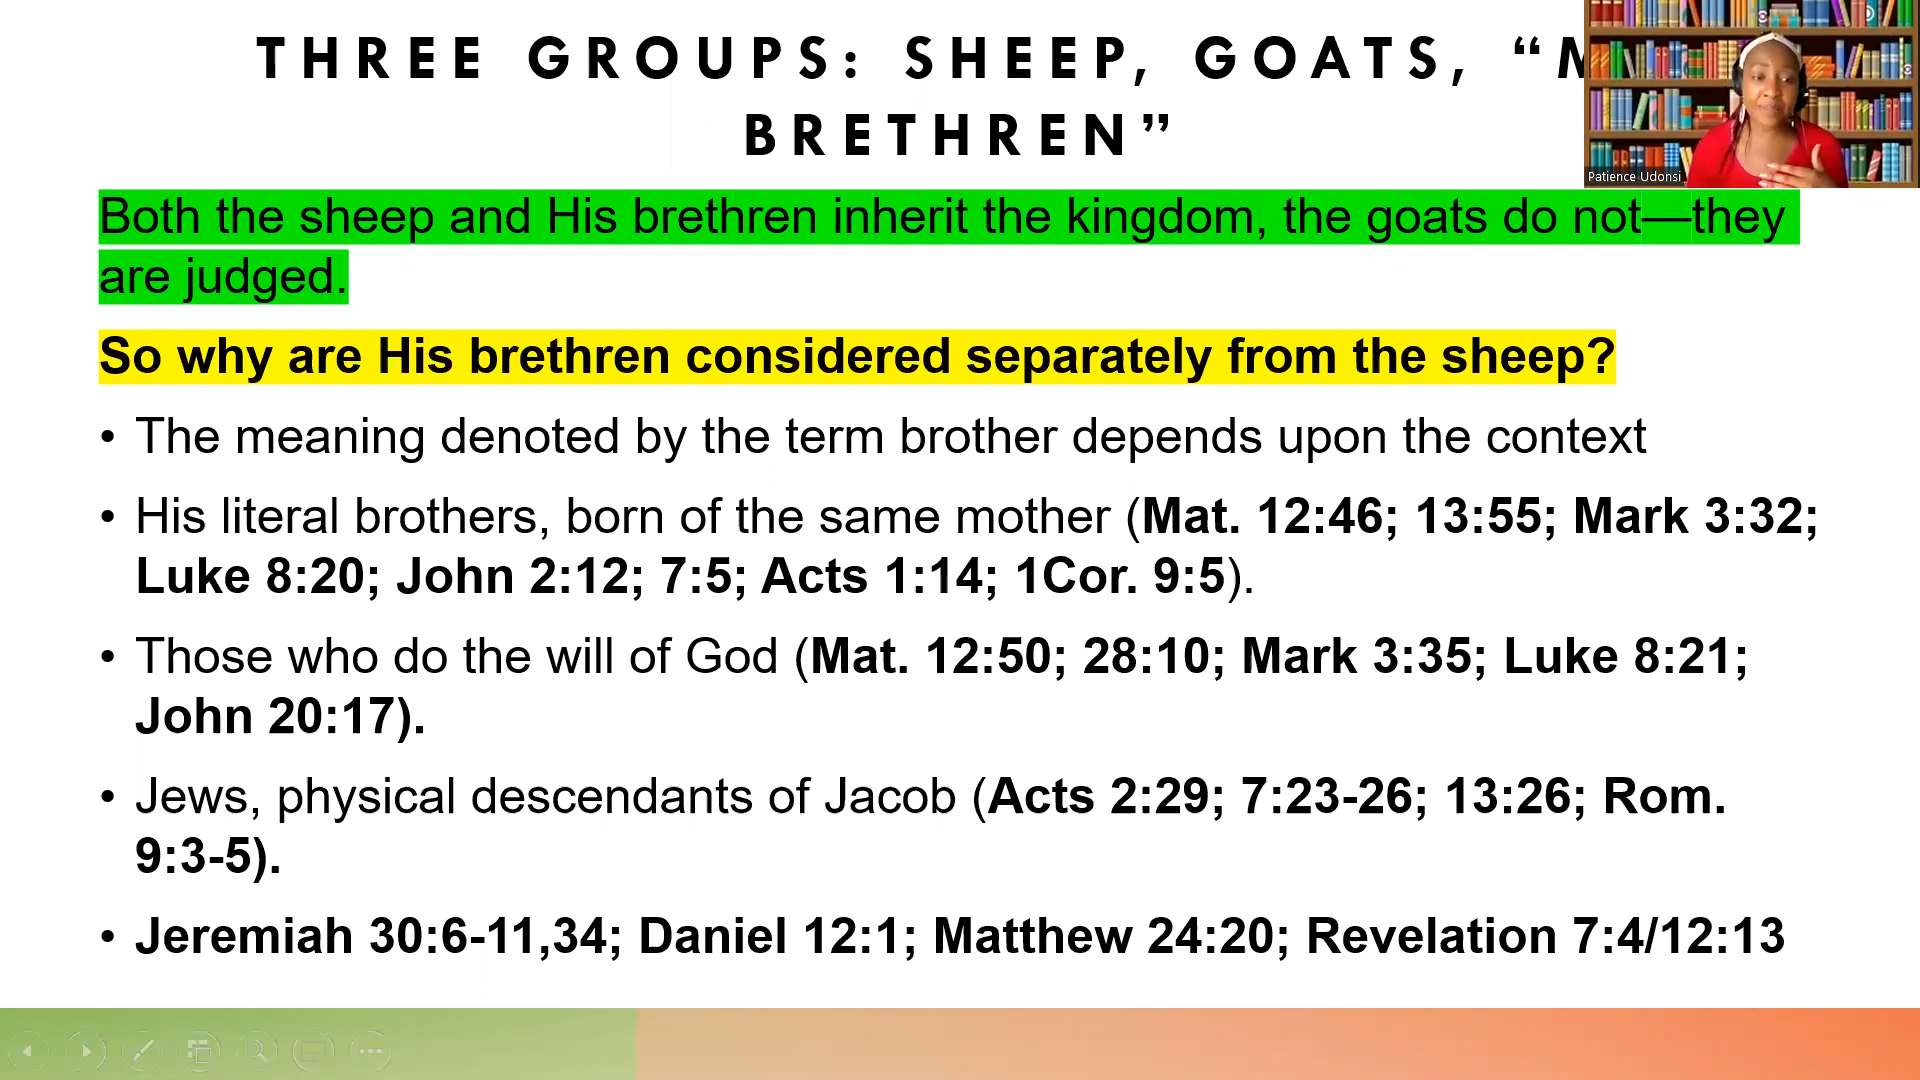 THREE GROUPS: SHEEP, GOATS,
BRETHREN”
Patience Udonsi
Both the sheep and His brethren inherit the kingdom, the goats do not—they
are judged.
So why are His brethren considered separately from the sheep?
• The meaning denoted by the term brother depends upon the context
• His literal brothers, born of the same mother (Mat. 12:46; 13:55; Mark 3:32;
Luke 8:20; John 2:12; 7:5; Acts 1:14; 1Cor. 9:5).
• Those who do the will of God (Mat. 12:50; 28:10; Mark 3:35; Luke 8:21;
John 20:17).
• Jews, physical descendants of Jacob (Acts 2:29; 7:23-26; 13:26; Rom.
9:3-5).
• Jeremiah 30:6-11,34; Daniel 12:1; Matthew 24:20; Revelation 7:4/12:13